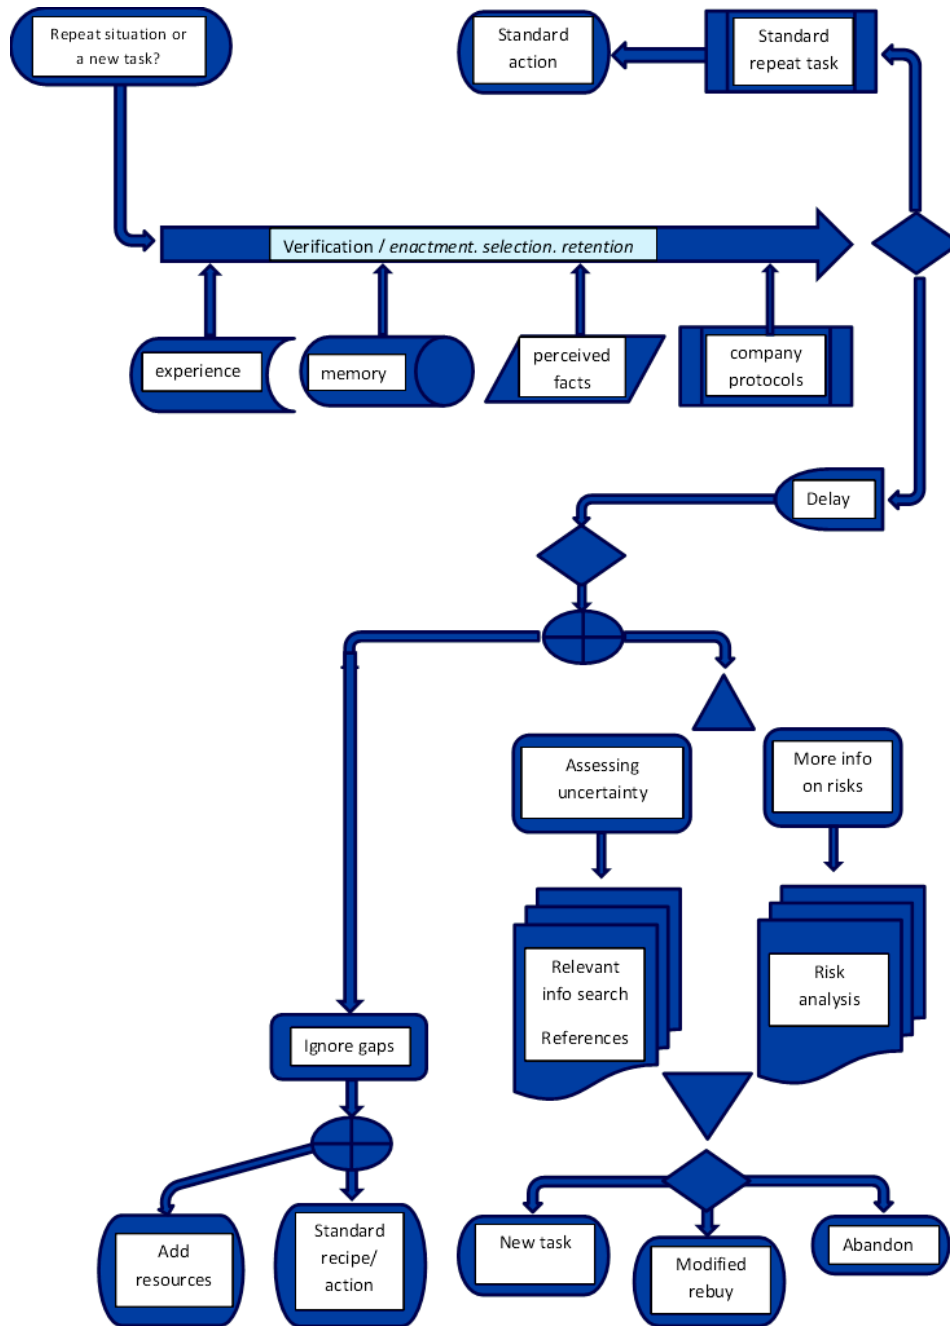 Repeat situation or
a new task?
Standard
action
Standard
repeat task
Verification / enactment. selection. retention
experience
memory
perceived
facts
company
protocols
Delay
Assessing
uncertainty
More info
on risks
Relevant
info search
References
Risk
analysis
Ignore gaps
Add
resources
Standard
recipe/
action
New task
Modified
rebuy
Abandon